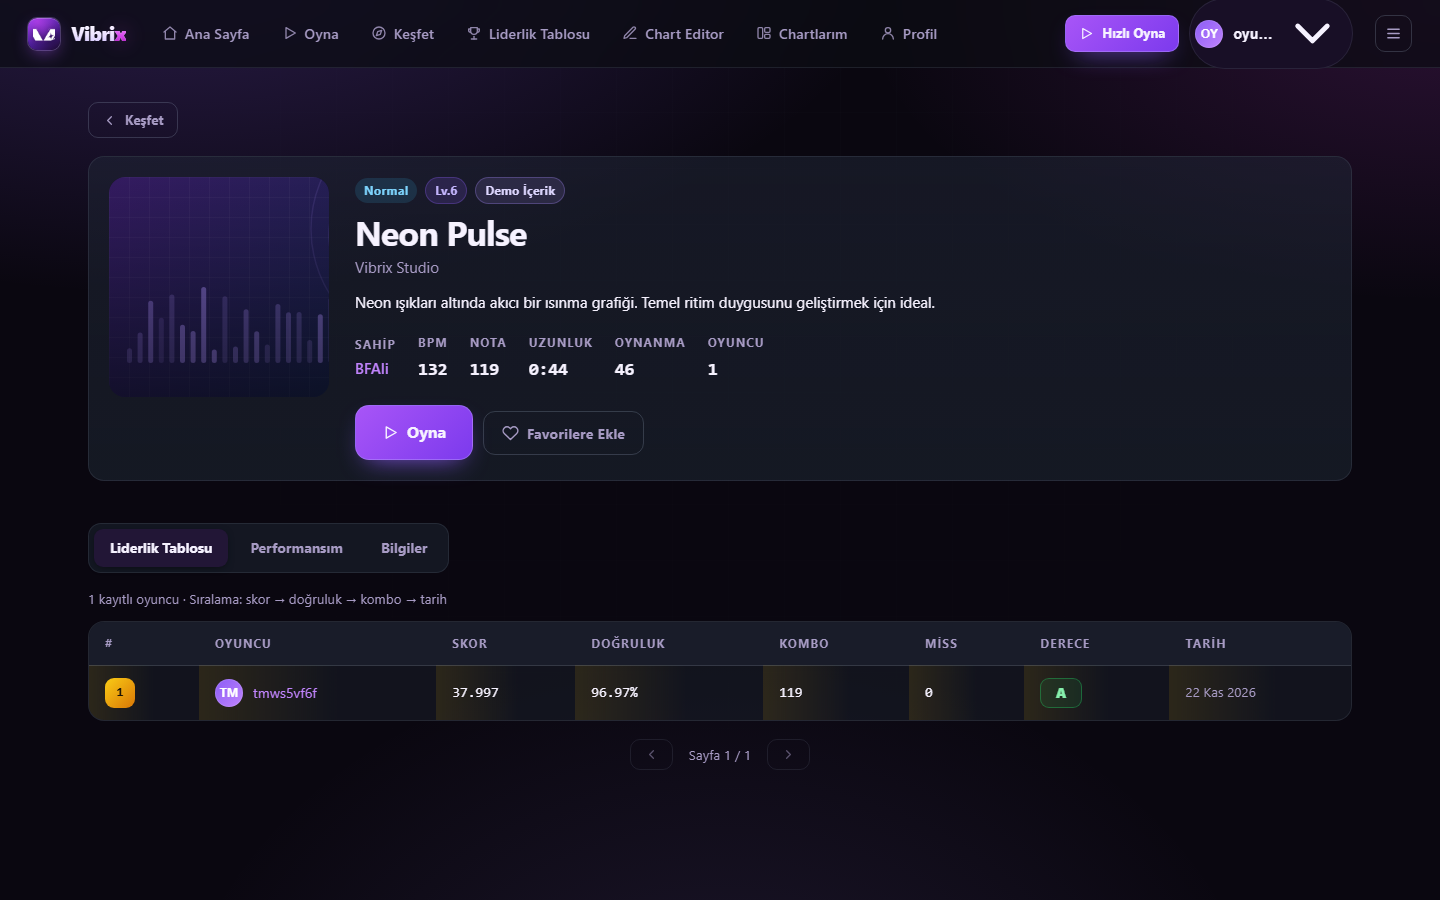 Vibrix Ana Sayfa Oyna Keşfet Liderlik Tablosu Chart Editor Chartlarım Profil Hızlı Oyna OY oyu...
Keşfet
Normal Lv.6 Demo İçerik
Neon Pulse
Vibrix Studio
Neon ışıkları altında akıcı bir ısınma grafiği. Temel ritim duygusunu geliştirmek için ideal.
SAHİP BPM NOTA UZUNLUK OYNANMA OYUNCU
BFAli 132 119 0:44 46 1
Oyna Favorilere Ekle
Liderlik Tablosu Performansım Bilgiler
1 kayıtlı oyuncu · Sıralama: skor → doğruluk → kombo → tarih
# OYUNCU SKOR DOĞRULUK KOMBO MİSS DERECE TARİH
1 TM tmws5vf6f 37.997 96.97% 119 0 A 22 Kas 2026
Sayfa 1 / 1